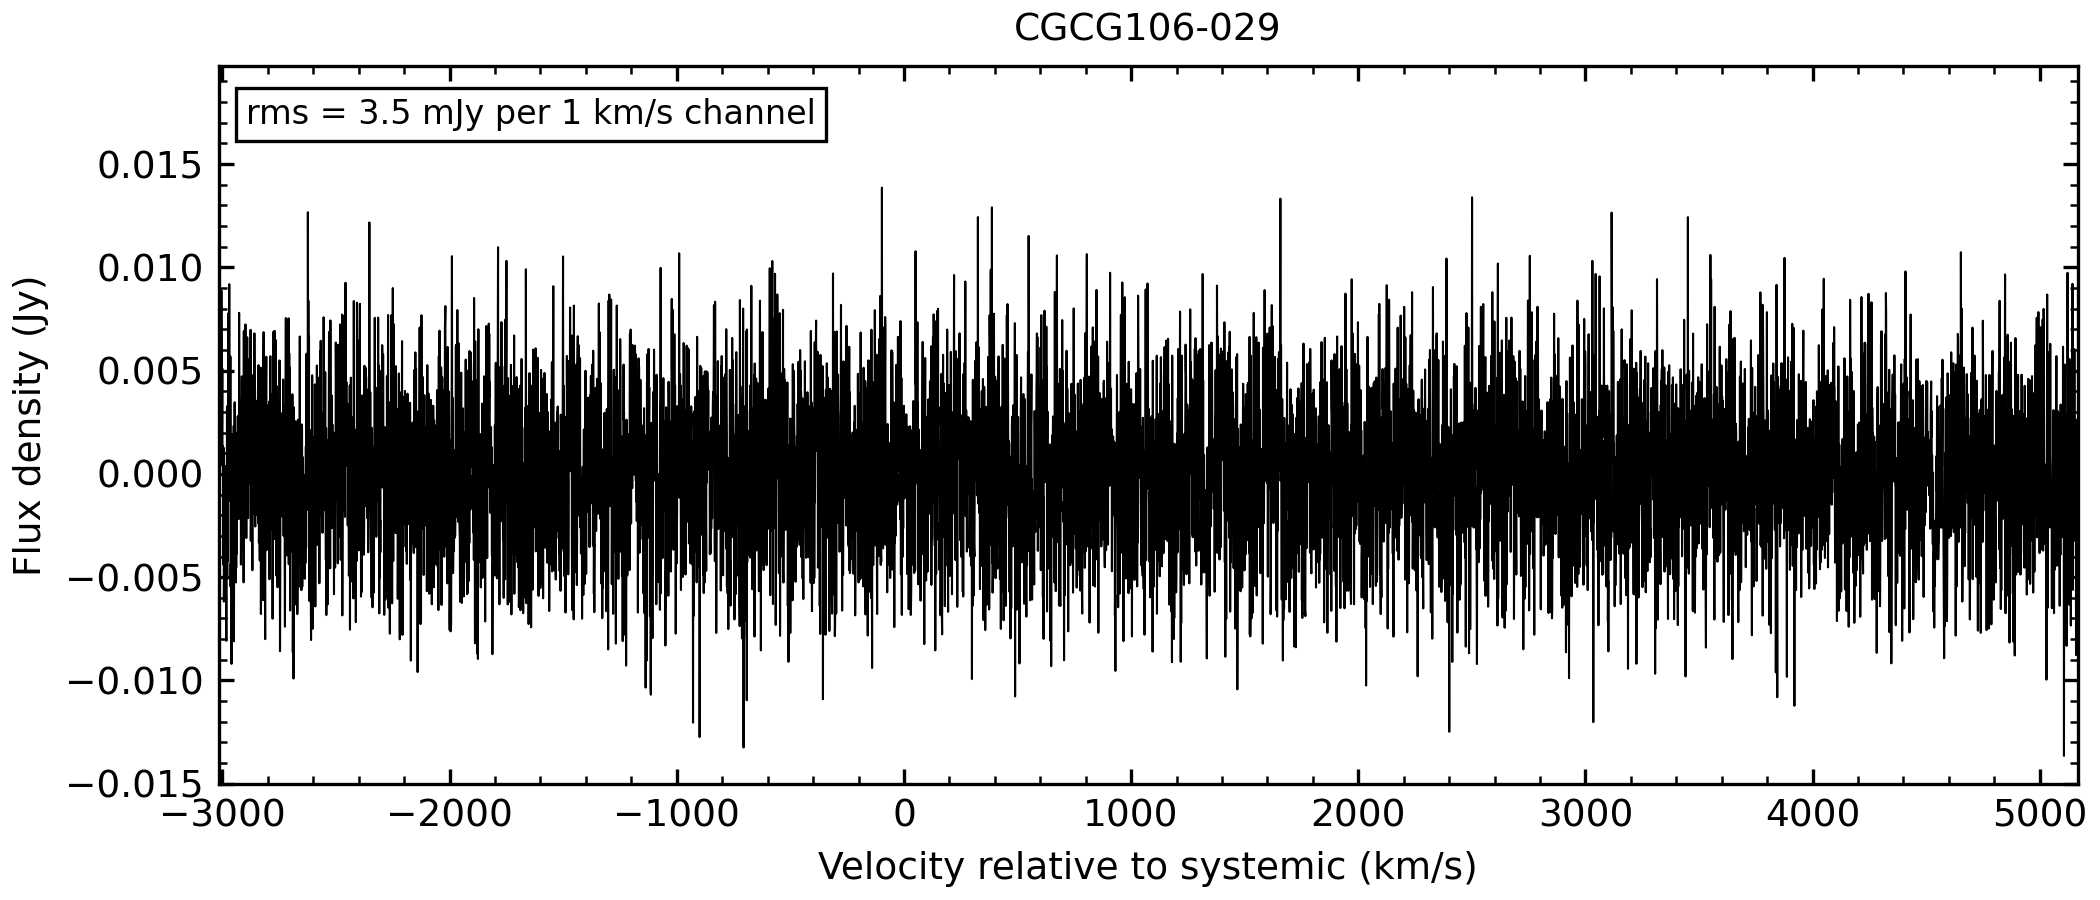 CGCG106-029
rms = 3.5 mJy per 1 km/s channel
0.015
0.010
0.005
0.000
−0.005
−0.010
−0.015
Flux density (Jy)
−3000 −2000 −1000 0 1000 2000 3000 4000 5000
Velocity relative to systemic (km/s)